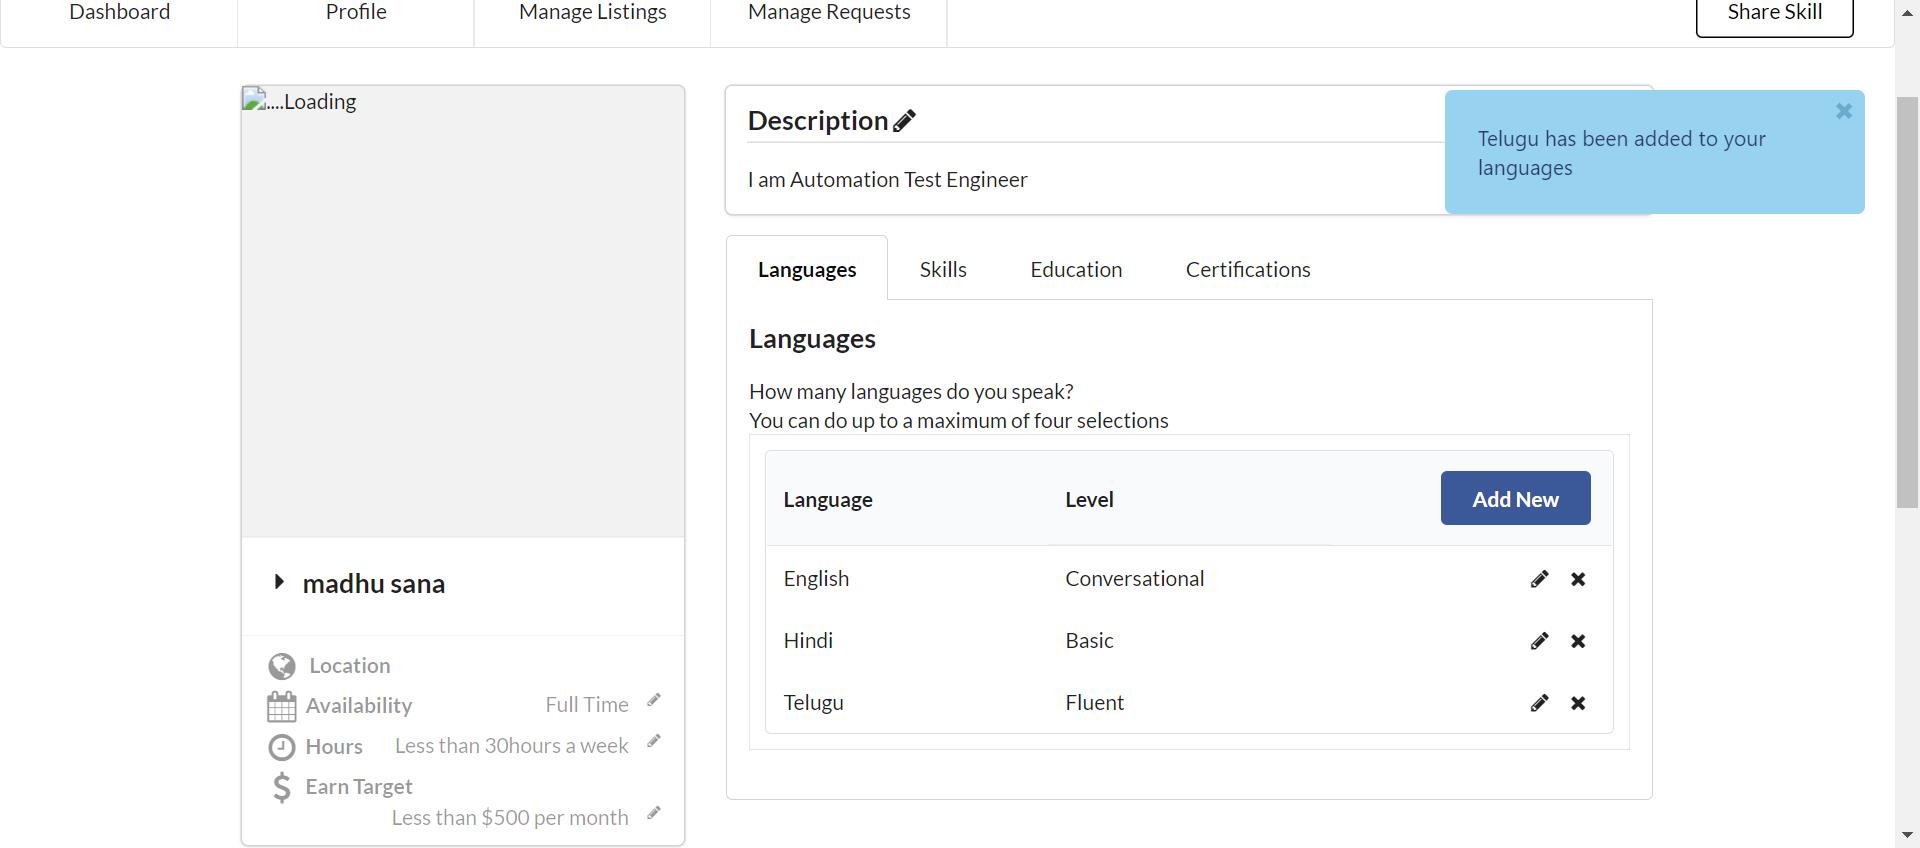 Dashboard
Profile
Manage Listings
Manage Requests
Share Skill
....Loading
madhu sana
Location
Availability Full Time
Hours Less than 30hours a week
Earn Target
Less than $500 per month
Description
I am Automation Test Engineer
Telugu has been added to your
languages
Languages Skills Education Certifications
Languages
How many languages do you speak?
You can do up to a maximum of four selections
Language Level Add New
English Conversational
Hindi Basic
Telugu Fluent